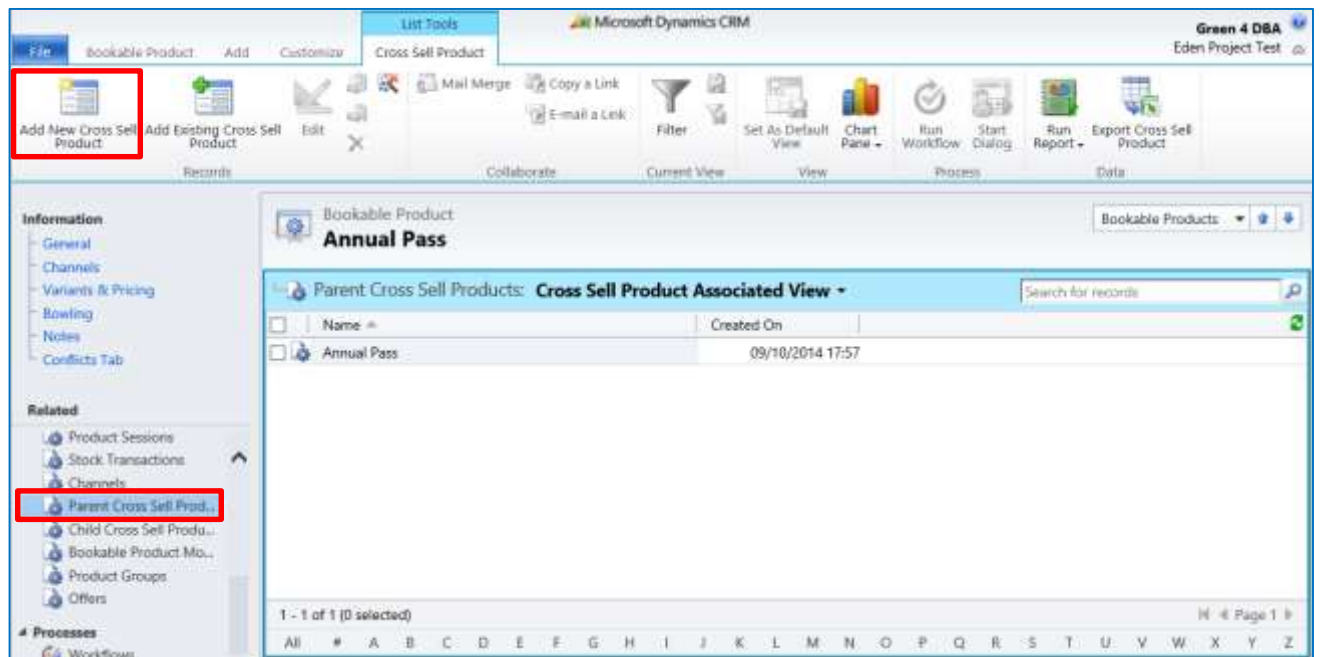 List Tools
Microsoft Dynamics CRM
Green 4 DBA
Eden Project Test
File Bookable Product Add Customize Cross Sell Product
Add New Cross Sell Product
Add Existing Cross Sell Product
Edit
Mail Merge
Copy a Link
E-mail a Link
Filter
Set As Default View
Chart Pane
Run Workflow
Start Dialog
Run Report
Export Cross Sell Product
Records Collaborate Current View View Process Data
Information
General
Channels
Variants & Pricing
Bowling
Notes
Conflicts Tab
Related
Product Sessions
Stock Transactions
Channels
Parent Cross Sell Prod...
Child Cross Sell Produ...
Bookable Product Mo...
Product Groups
Offers
Processes
Workflows
Bookable Product
Annual Pass
Bookable Products
Parent Cross Sell Products: Cross Sell Product Associated View
Search for records
Name Created On
Annual Pass 09/10/2014 17:57
1 - 1 of 1 (0 selected)
Page 1
All # A B C D E F G H I J K L M N O P Q R S T U V W X Y Z